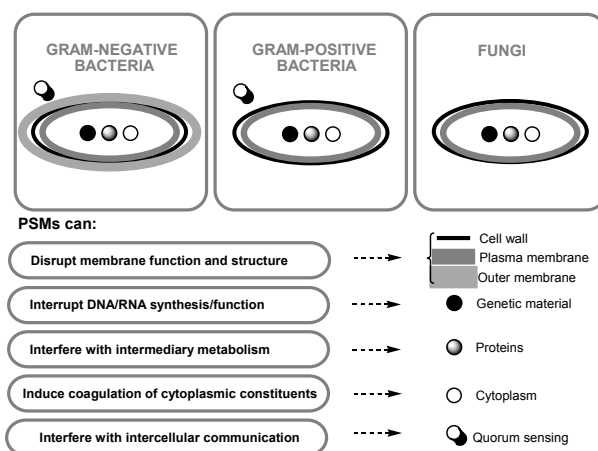 GRAM-NEGATIVE
BACTERIA
GRAM-POSITIVE
BACTERIA
FUNGI
PSMs can:
Disrupt membrane function and structure
Cell wall
Plasma membrane
Outer membrane
Interrupt DNA/RNA synthesis/function
Genetic material
Interfere with intermediary metabolism
Proteins
Induce coagulation of cytoplasmic constituents
Cytoplasm
Interfere with intercellular communication
Quorum sensing